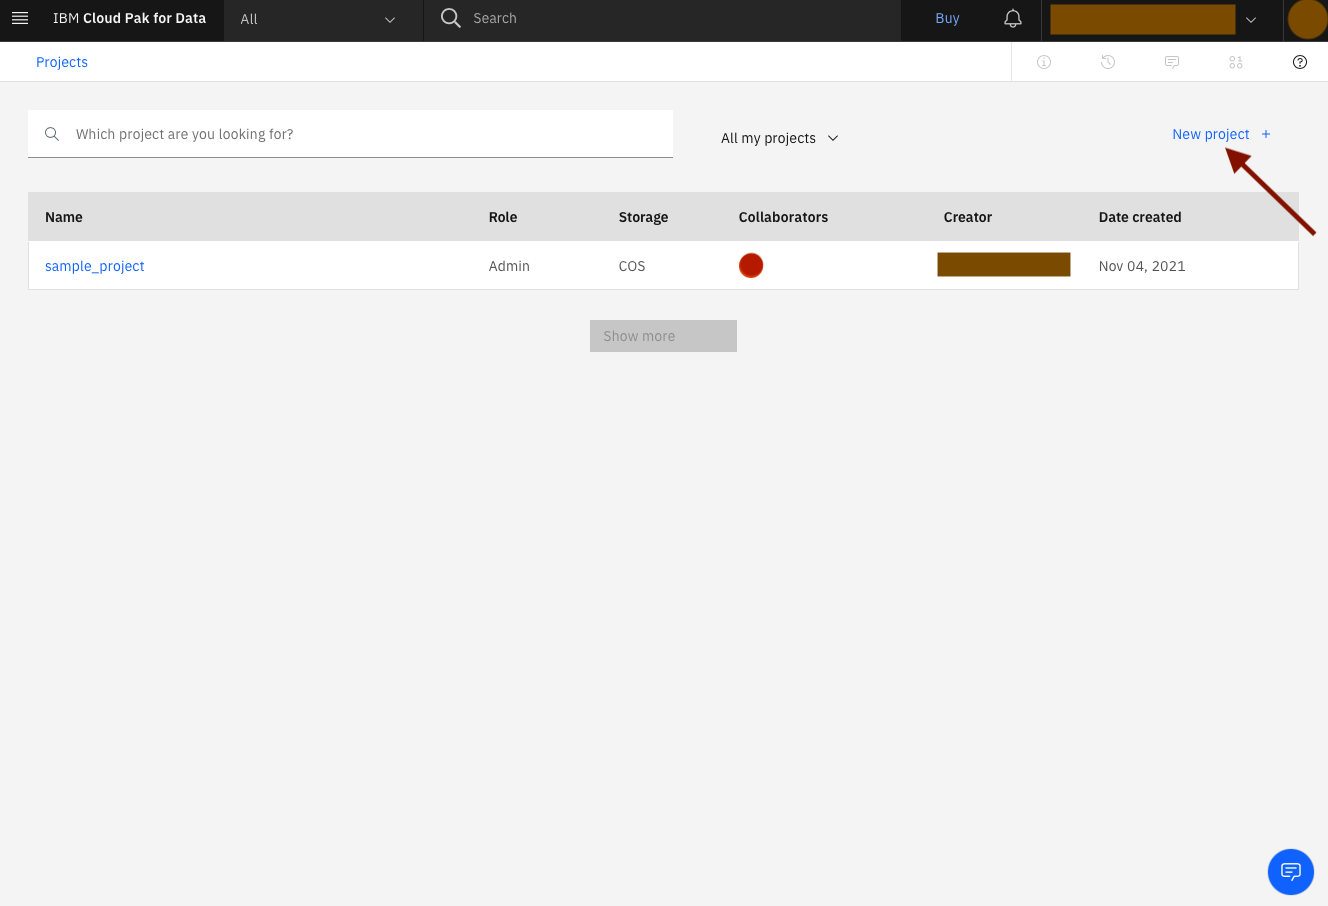 IBM Cloud Pak for Data All Search Buy
Projects
Which project are you looking for? All my projects New project +
Name Role Storage Collaborators Creator Date created
sample_project Admin COS Nov 04, 2021
Show more